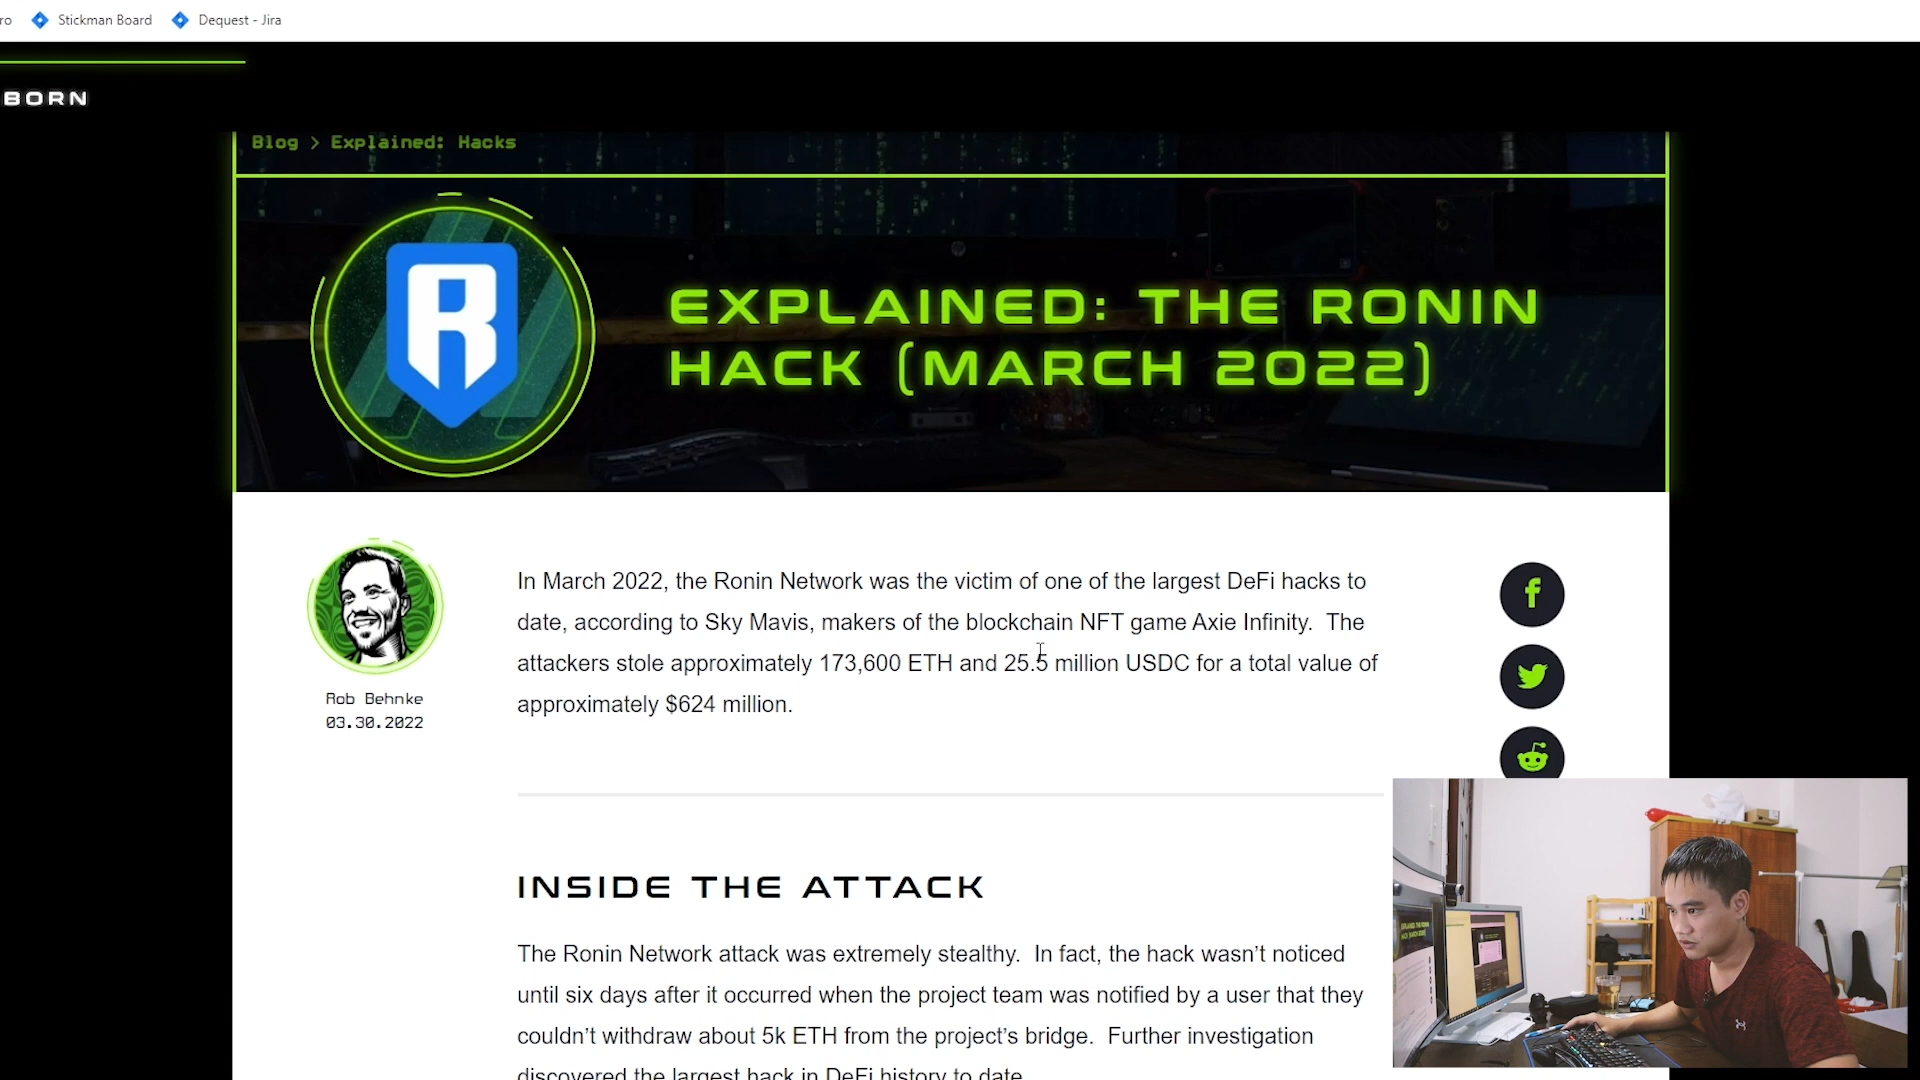 ro
Stickman Board
Dequest - Jira
BORN
Blog > Explained: Hacks
EXPLAINED: THE RONIN
HACK (MARCH 2022)
In March 2022, the Ronin Network was the victim of one of the largest DeFi hacks to
date, according to Sky Mavis, makers of the blockchain NFT game Axie Infinity. The
attackers stole approximately 173,600 ETH and 25.5 million USDC for a total value of
approximately $624 million.
Rob Behnke
03.30.2022
INSIDE THE ATTACK
The Ronin Network attack was extremely stealthy. In fact, the hack wasn’t noticed
until six days after it occurred when the project team was notified by a user that they
couldn’t withdraw about 5k ETH from the project’s bridge. Further investigation
discovered the largest hack in DeFi history to date.